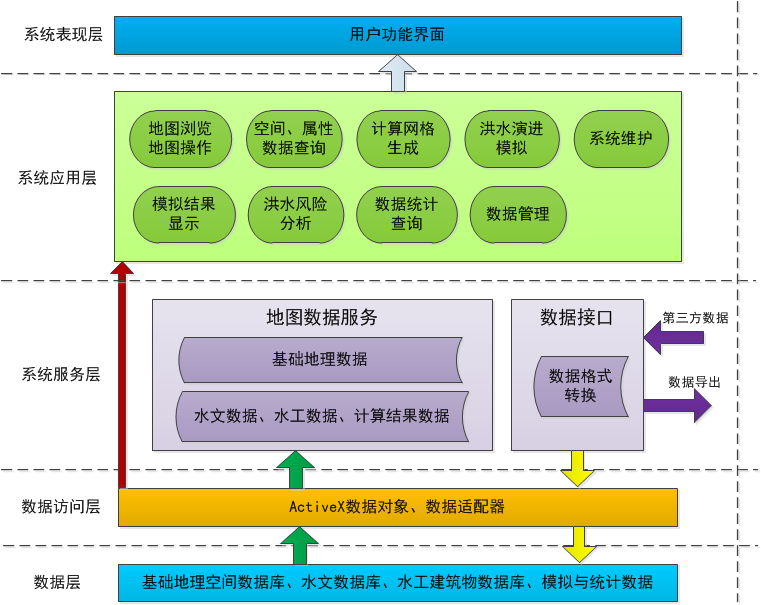 系统表现层
用户功能界面
系统应用层
地图浏览
地图操作
空间、属性
数据查询
计算网格
生成
洪水演进
模拟
系统维护
模拟结果
显示
洪水风险
分析
数据统计
查询
数据管理
系统服务层
地图数据服务
基础地理数据
水文数据、水工数据、计算结果数据
数据接口
数据格式
转换
第三方数据
数据导出
数据访问层
ActiveX数据对象、数据适配器
数据层
基础地理空间数据库、水文数据库、水工建筑物数据库、模拟与统计数据